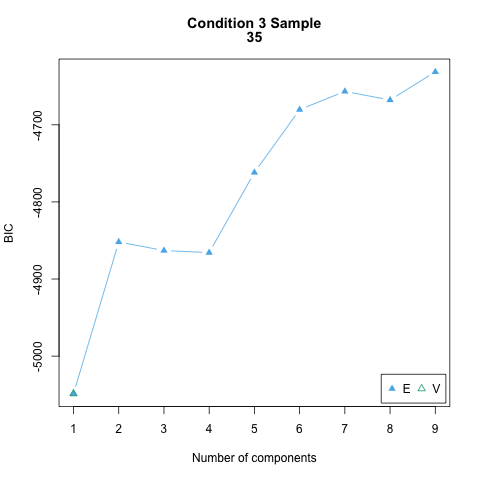 Condition 3 Sample
35
-4700
-4800
-4900
-5000
BIC
1 2 3 4 5 6 7 8 9
Number of components
E V